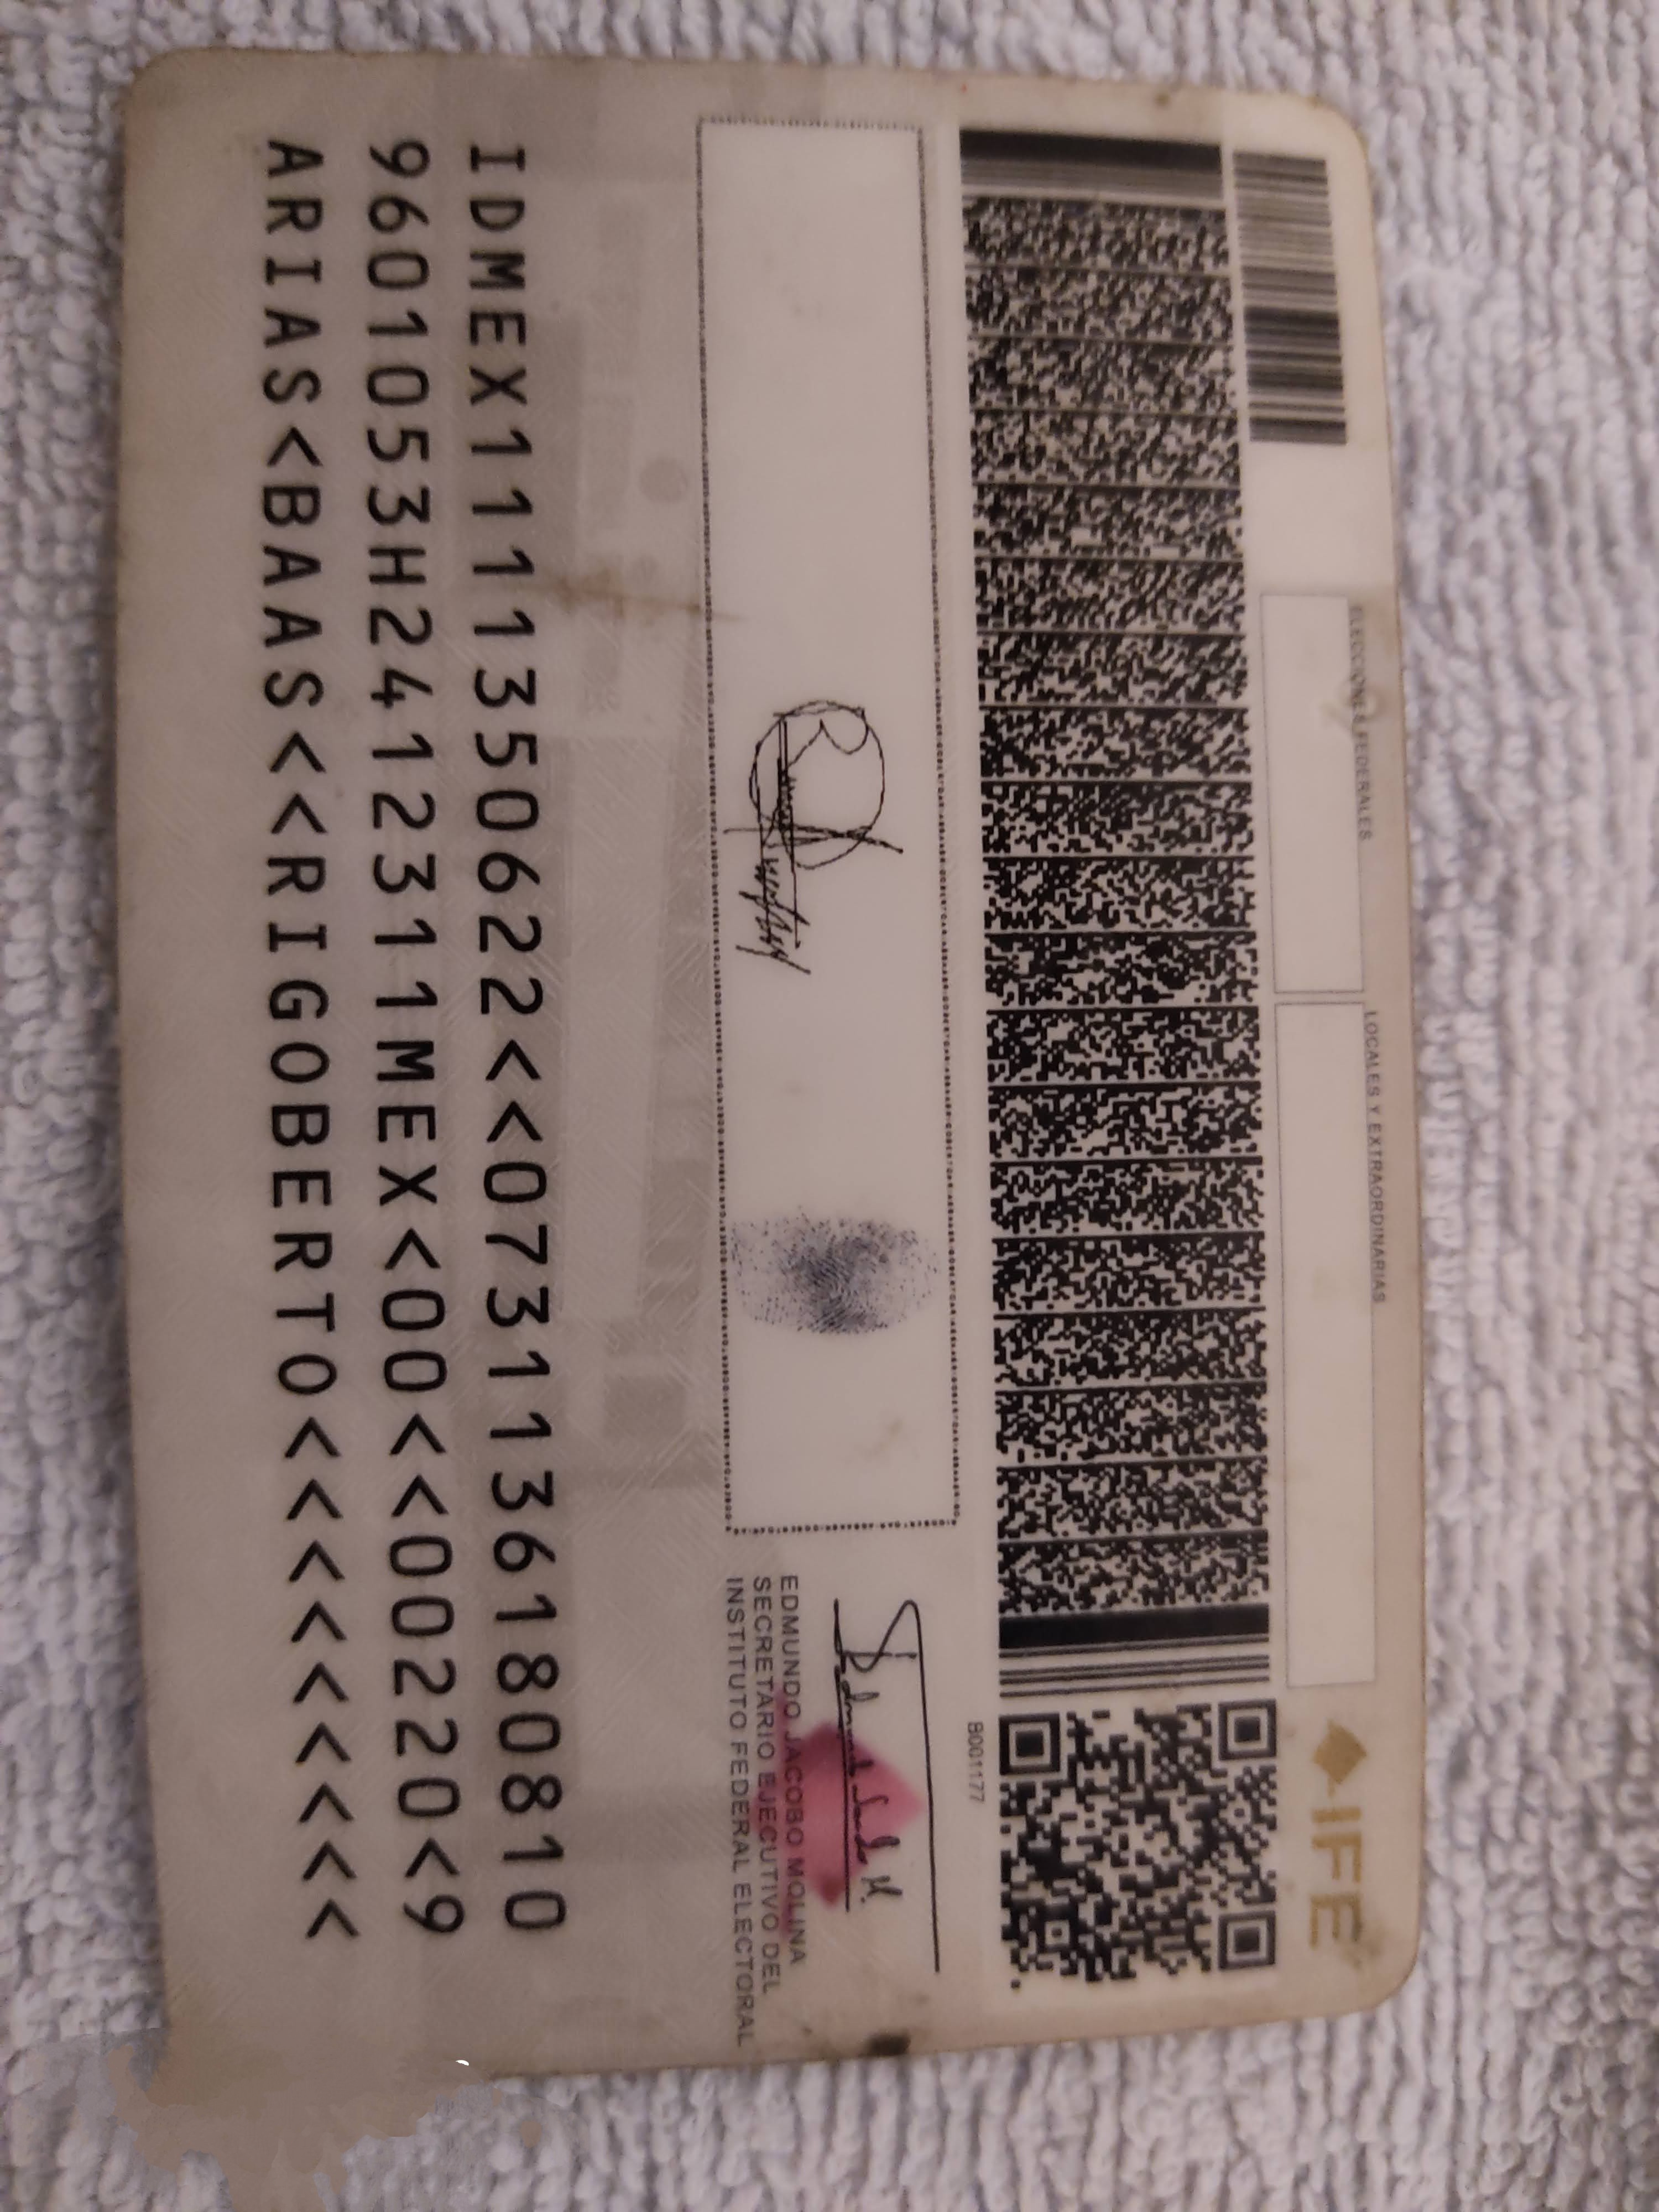 ELECCIONES FEDERALES
LOCALES Y EXTRAORDINARIAS
IFE
B001177
EDMUNDO JACOBO MOLINA
SECRETARIO EJECUTIVO DEL
INSTITUTO FEDERAL ELECTORAL
IDMEX1111350622<<0731136180810
9601053H2412311MEX<00<<00220<9
ARIAS<BAAS<<RIGOBERTO<<<<<<<<<